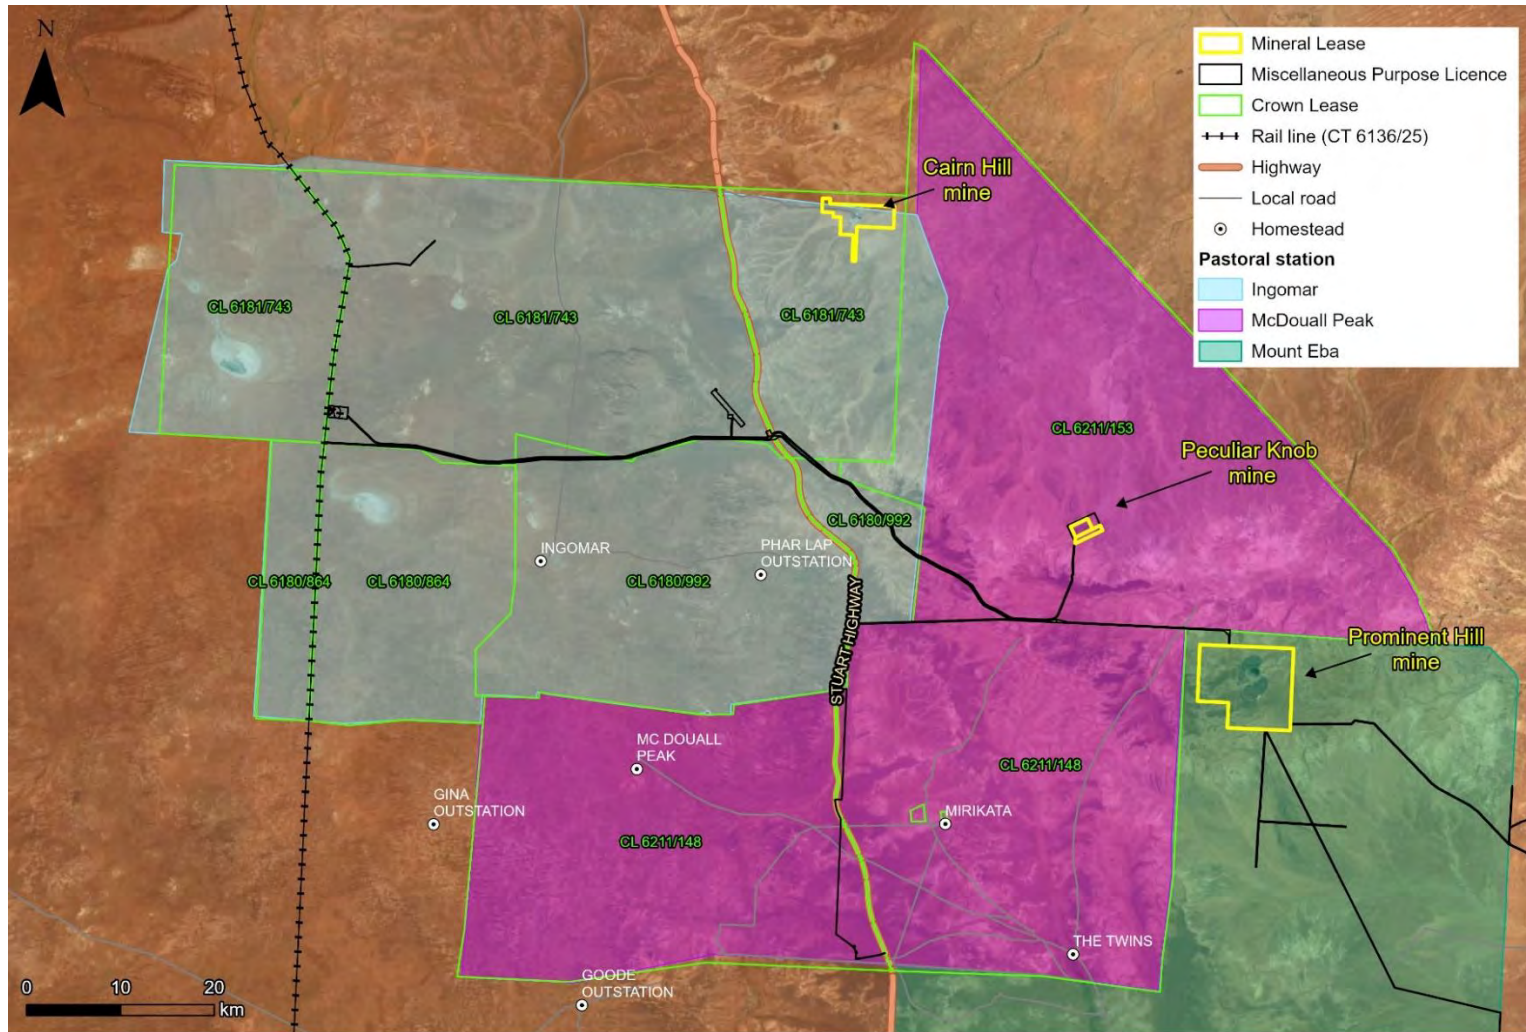 N
Mineral Lease
Miscellaneous Purpose Licence
Crown Lease
Rail line (CT 6136/25)
Highway
Local road
Homestead
Pastoral station
Ingomar
McDouall Peak
Mount Eba
Cairn Hill
mine
CL 6181/743
CL 6181/743
CL 6181/743
CL 6211/153
Peculiar Knob
mine
CL 6180/992
INGOMAR
PHAR LAP
OUTSTATION
CL 6180/864
CL 6180/864
CL 6180/992
STUART HIGHWAY
Prominent Hill
mine
MC DOUALL
PEAK
CL 6211/148
GINA
OUTSTATION
MIRIKATA
CL 6211/148
THE TWINS
GOODE
OUTSTATION
0 10 20
km